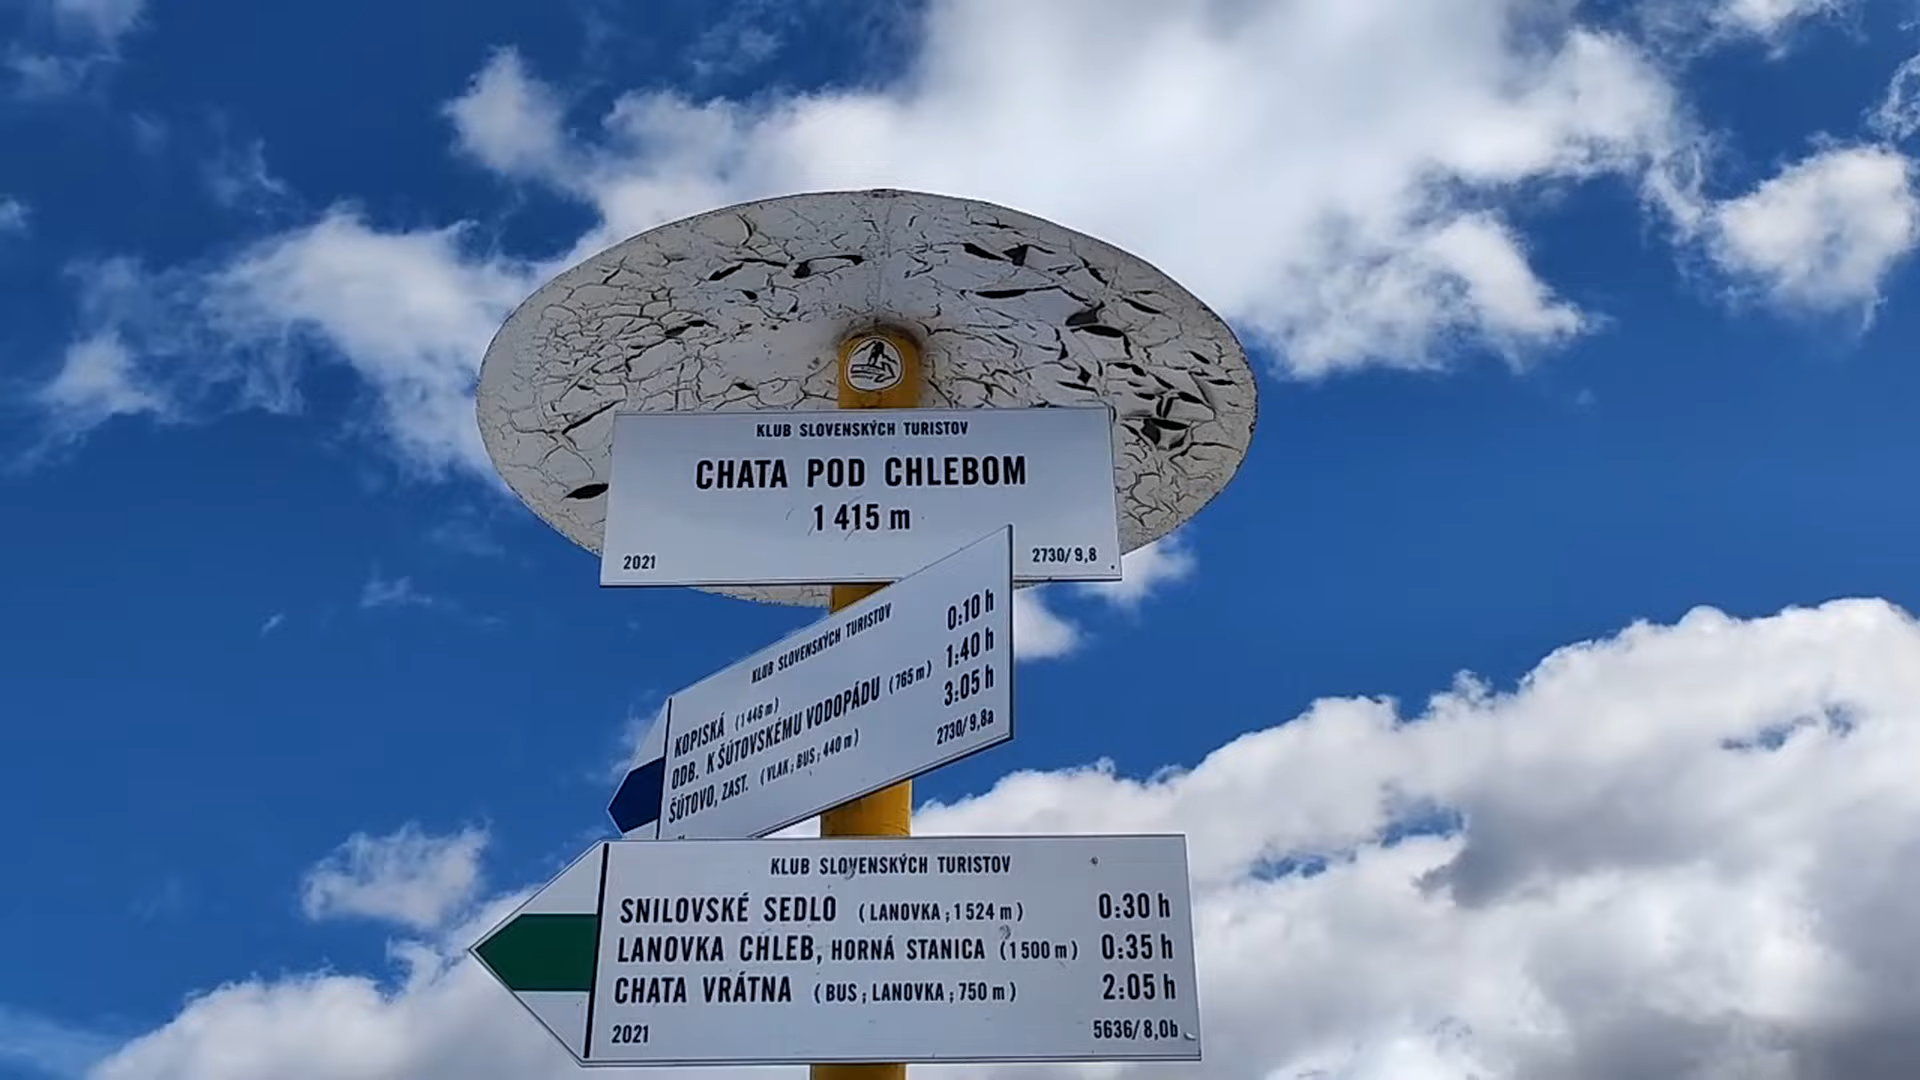 KLUB SLOVENSKÝCH TURISTOV
CHATA POD CHLEBOM
1 415 m
2021 2730/9,8
KLUB SLOVENSKÝCH TURISTOV
KOPISKÁ (1446 m) 0:10 h
ODB. K ŠÚTOVSKÉMU VODOPÁDU (765 m) 1:40 h
ŠÚTOVO, ZAST. (VLAK; BUS; 440 m) 3:05 h
2730/9,8a
KLUB SLOVENSKÝCH TURISTOV
SNILOVSKÉ SEDLO (LANOVKA; 1524 m) 0:30 h
LANOVKA CHLEB, HORNÁ STANICA (1500 m) 0:35 h
CHATA VRÁTNA (BUS; LANOVKA; 750 m) 2:05 h
2021 5636/8,0b